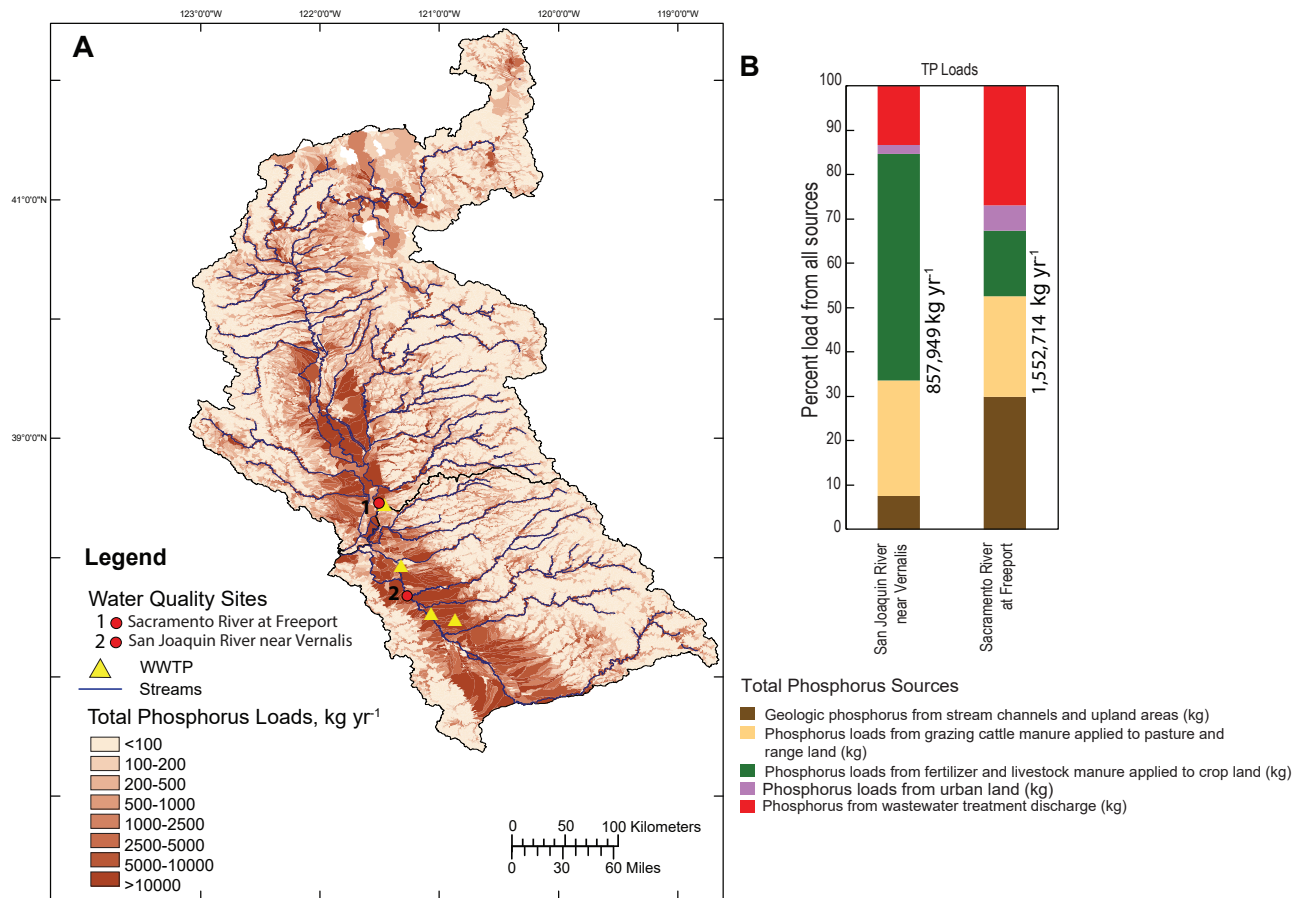 123°0'0"W
122°0'0"W
121°0'0"W
120°0'0"W
119°0'0"W
A
41°0'0"N
39°0'0"N
1
2
Legend
Water Quality Sites
1 Sacramento River at Freeport
2 San Joaquin River near Vernalis
WWTP
Streams
Total Phosphorus Loads, kg yr⁻¹
<100
100-200
200-500
500-1000
1000-2500
2500-5000
5000-10000
>10000
0 50 100 Kilometers
0 30 60 Miles
B
TP Loads
Percent load from all sources
100
90
80
70
60
50
40
30
20
10
0
857,949 kg yr⁻¹
1,552,714 kg yr⁻¹
San Joaquin River
near Vernalis
Sacramento River
at Freeport
Total Phosphorus Sources
Geologic phosphorus from stream channels and upland areas (kg)
Phosphorus loads from grazing cattle manure applied to pasture and
range land (kg)
Phosphorus loads from fertilizer and livestock manure applied to crop land (kg)
Phosphorus loads from urban land (kg)
Phosphorus from wastewater treatment discharge (kg)